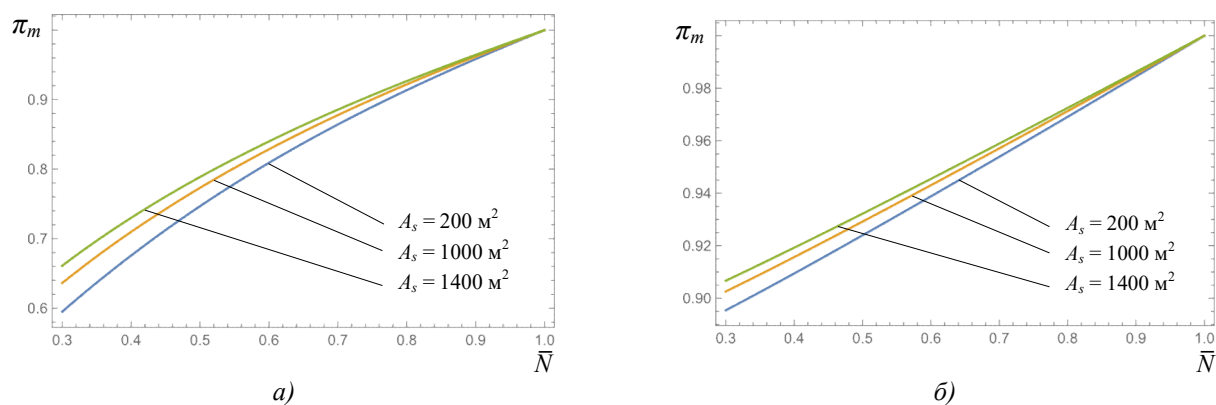 π_m
0.9
0.8
0.7
0.6
0.3 0.4 0.5 0.6 0.7 0.8 0.9 1.0
A_s = 200 м²
A_s = 1000 м²
A_s = 1400 м²
N̅
а)
π_m
0.98
0.96
0.94
0.92
0.90
0.3 0.4 0.5 0.6 0.7 0.8 0.9 1.0
A_s = 200 м²
A_s = 1000 м²
A_s = 1400 м²
N̅
б)